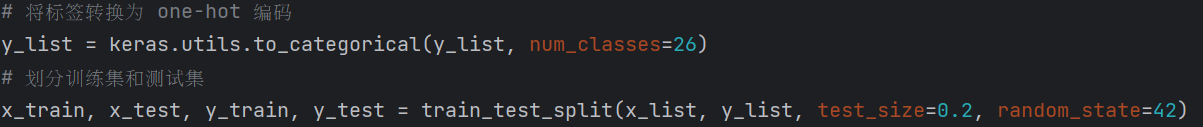 # 将标签转换为 one-hot 编码
y_list = keras.utils.to_categorical(y_list, num_classes=26)
# 划分训练集和测试集
x_train, x_test, y_train, y_test = train_test_split(x_list, y_list, test_size=0.2, random_state=42)